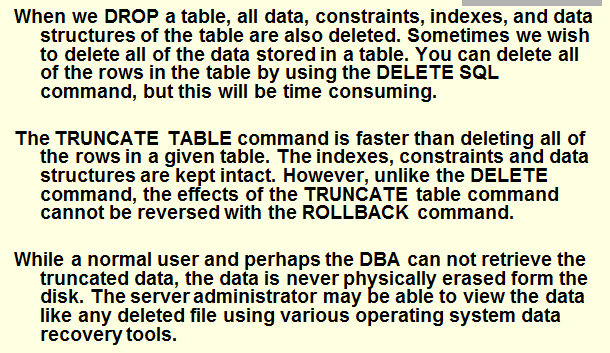 When we DROP a table, all data, constraints, indexes, and data
structures of the table are also deleted. Sometimes we wish
to delete all of the data stored in a table. You can delete all
of the rows in the table by using the DELETE SQL
command, but this will be time consuming.
The TRUNCATE TABLE command is faster than deleting all of
the rows in a given table. The indexes, constraints and data
structures are kept intact. However, unlike the DELETE
command, the effects of the TRUNCATE table command
cannot be reversed with the ROLLBACK command.
While a normal user and perhaps the DBA can not retrieve the
truncated data, the data is never physically erased form the
disk. The server administrator may be able to view the data
like any deleted file using various operating system data
recovery tools.